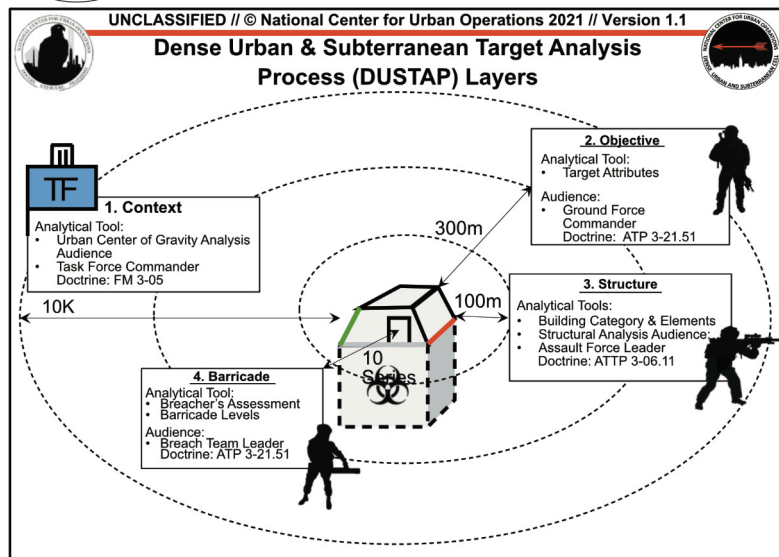 UNCLASSIFIED // © National Center for Urban Operations 2021 // Version 1.1
Dense Urban & Subterranean Target Analysis
Process (DUSTAP) Layers
TF
1. Context
Analytical Tool:
• Urban Center of Gravity Analysis
Audience
• Task Force Commander
Doctrine: FM 3-05
2. Objective
Analytical Tool:
• Target Attributes
Audience:
• Ground Force
Commander
Doctrine: ATP 3-21.51
300m
100m
10K
3. Structure
Analytical Tools:
• Building Category & Elements
• Structural Analysis Audience:
• Assault Force Leader
Doctrine: ATTP 3-06.11
10
Series
4. Barricade
Analytical Tool:
• Breacher's Assessment
• Barricade Levels
Audience:
• Breach Team Leader
Doctrine: ATP 3-21.51